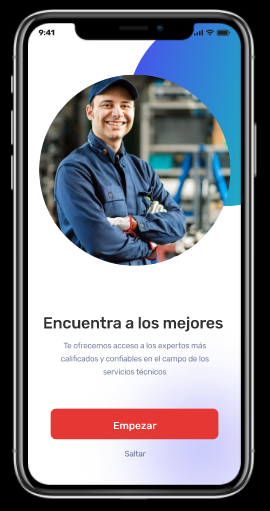 9:41
Encuentra a los mejores
Te ofrecemos acceso a los expertos más
calificados y confiables en el campo de los
servicios técnicos
Empezar
Saltar